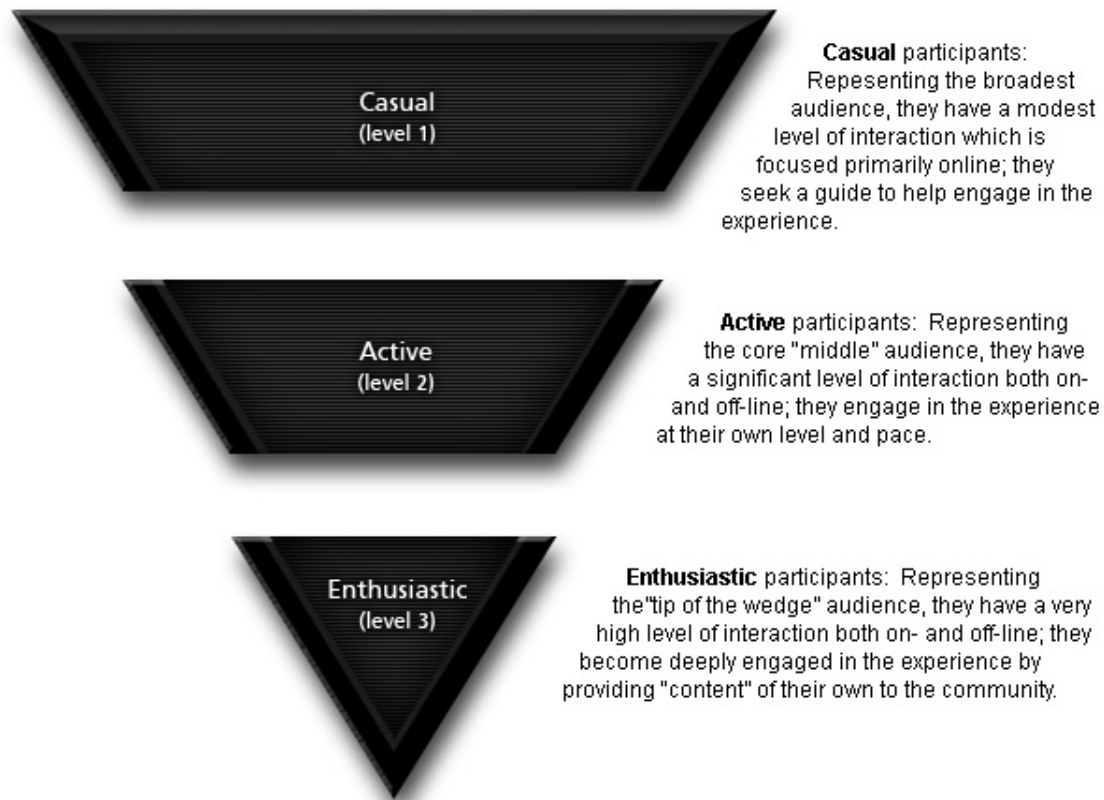 Casual
(level 1)
Casual participants:
Repesenting the broadest
audience, they have a modest
level of interaction which is
focused primarily online; they
seek a guide to help engage in the
experience.
Active
(level 2)
Active participants: Representing
the core "middle" audience, they have
a significant level of interaction both on-
and off-line; they engage in the experience
at their own level and pace.
Enthusiastic
(level 3)
Enthusiastic participants: Representing
the"tip of the wedge" audience, they have a very
high level of interaction both on- and off-line; they
become deeply engaged in the experience by
providing "content" of their own to the community.